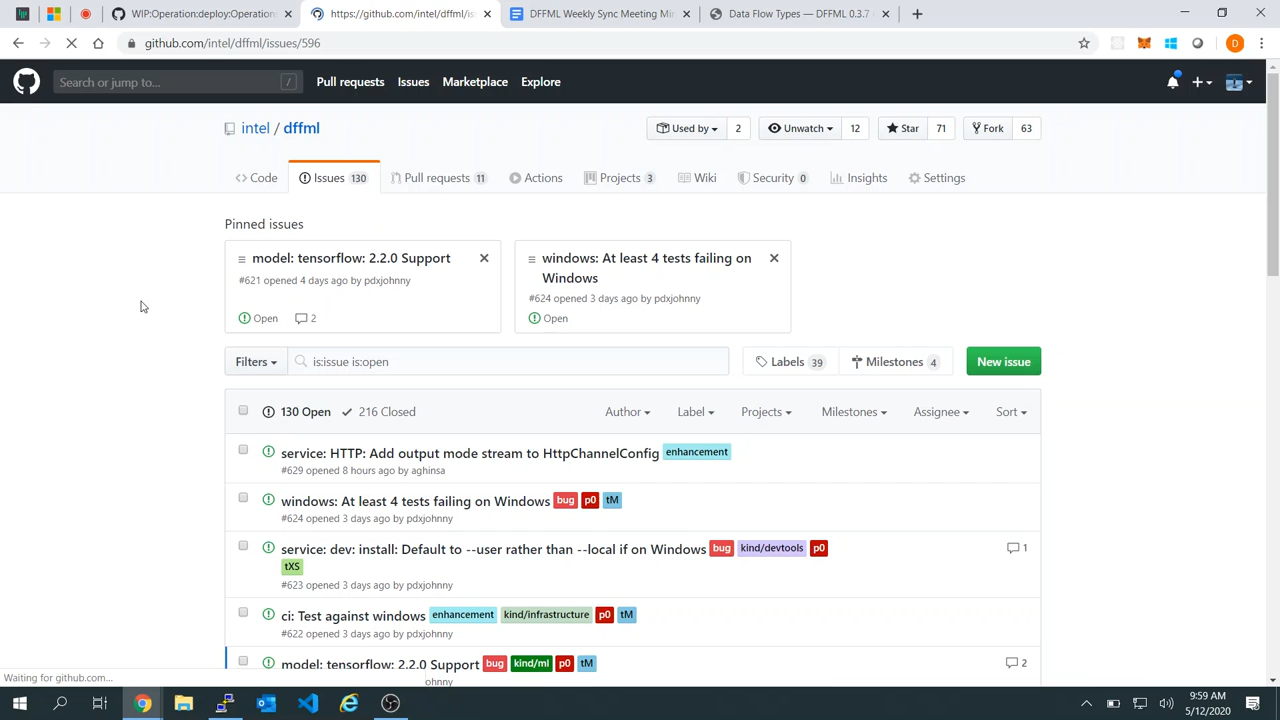 WIP:Operation:deploy:Operation
https://github.com/intel/dffml/is
DFFML Weekly Sync Meeting Min
Data Flow Types — DFFML 0.3.7
github.com/intel/dffml/issues/596
Search or jump to...
/
Pull requests
Issues
Marketplace
Explore
intel / dffml
Used by 2
Unwatch 12
Star 71
Fork 63
Code
Issues 130
Pull requests 11
Actions
Projects 3
Wiki
Security 0
Insights
Settings
Pinned issues
model: tensorflow: 2.2.0 Support
#621 opened 4 days ago by pdxjohnny
Open 2
windows: At least 4 tests failing on
Windows
#624 opened 3 days ago by pdxjohnny
Open
Filters
is:issue is:open
Labels 39
Milestones 4
New issue
130 Open
216 Closed
Author
Label
Projects
Milestones
Assignee
Sort
service: HTTP: Add output mode stream to HttpChannelConfig enhancement
#629 opened 8 hours ago by aghinsa
windows: At least 4 tests failing on Windows bug p0 tM
#624 opened 3 days ago by pdxjohnny
service: dev: install: Default to --user rather than --local if on Windows bug kind/devtools p0 1
tXS
#623 opened 3 days ago by pdxjohnny
ci: Test against windows enhancement kind/infrastructure p0 tM
#622 opened 3 days ago by pdxjohnny
model: tensorflow: 2.2.0 Support bug kind/ml p0 tM 2
ohnny
Waiting for github.com...
D
9:59 AM
5/12/2020